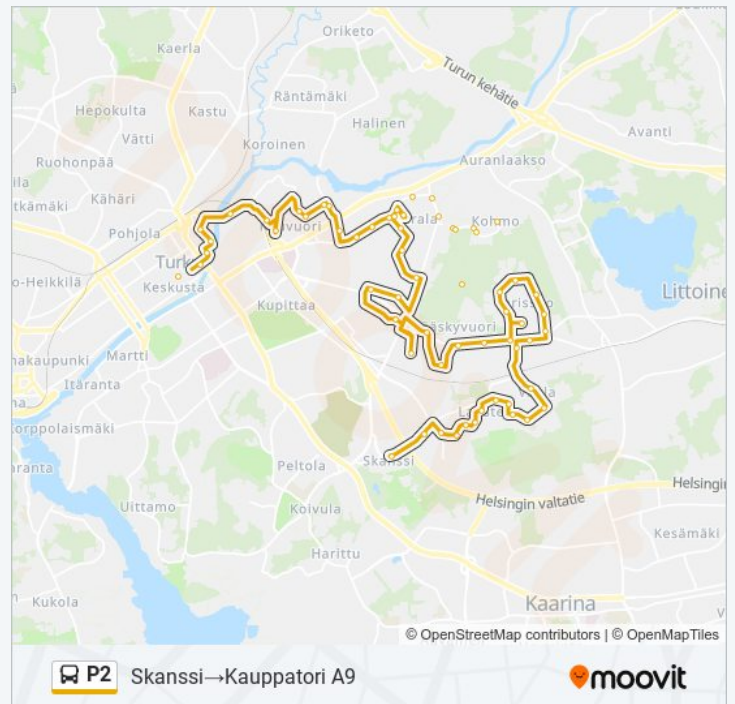 Oriketo
Kaerla
Turun kehätie
Räntämäki
Hepokulta
Kastu
Halinen
Avanti
Vätti
Koroinen
Ruohonpää
Auranlaakso
Kähäri
Pohjola
Kohmo
Turku
Keskusta
Littoine
Kupittaa
Martti
Itäranta
Skanssi
Peltola
Helsingin valtatie
Helsingin
Koivula
Uittamo
Kesämäki
Harittu
Kukola
Kaarina
© OpenStreetMap contributors | © OpenMapTiles
P2 Skanssi→Kauppatori A9 moovit